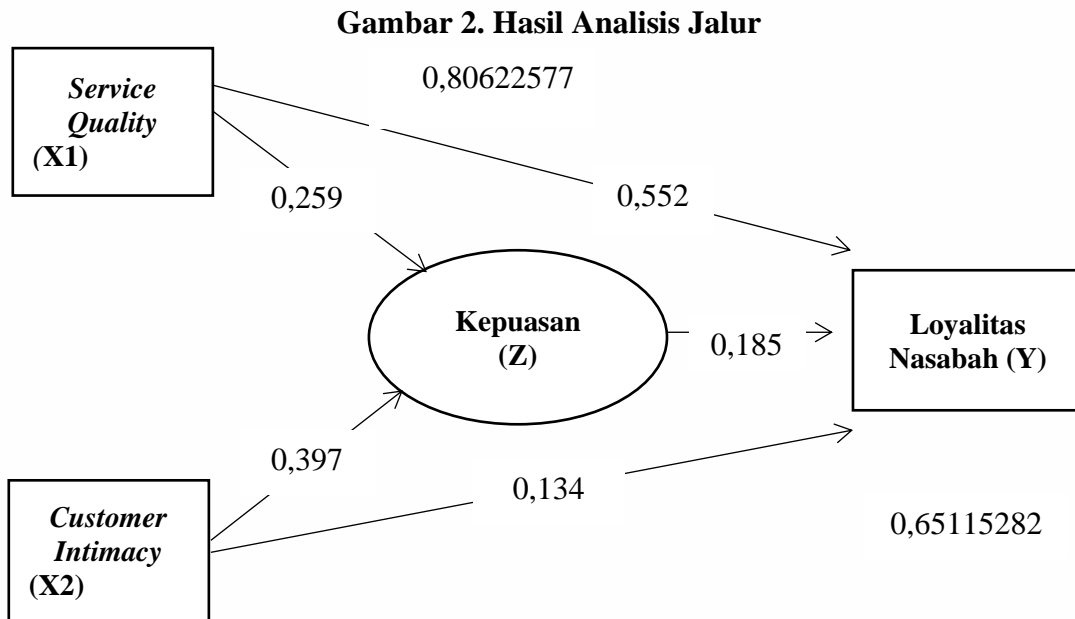 Gambar 2. Hasil Analisis Jalur
Service
Quality
(X1)
0,80622577
0,259
0,552
Kepuasan
(Z)
0,185
Loyalitas
Nasabah (Y)
0,397
0,134
Customer
Intimacy
(X2)
0,65115282